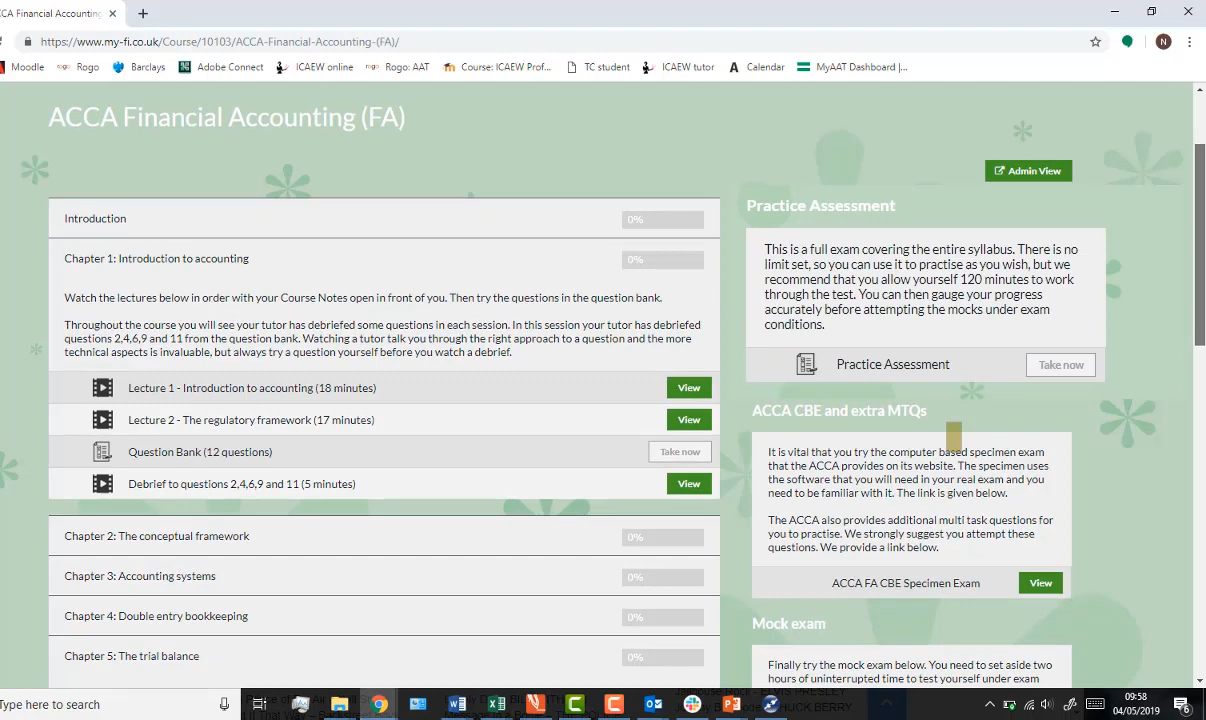 CA Financial Accounting
https://www.my-fi.co.uk/Course/10103/ACCA-Financial-Accounting-(FA)/
N
Moodle
Rogo
Barclays
Adobe Connect
ICAEW online
Rogo: AAT
Course: ICAEW Prof...
TC student
ICAEW tutor
Calendar
MyAAT Dashboard |...
ACCA Financial Accounting (FA)
Admin View
Introduction
0%
Chapter 1: Introduction to accounting
0%
Watch the lectures below in order with your Course Notes open in front of you. Then try the questions in the question bank.
Throughout the course you will see your tutor has debriefed some questions in each session. In this session your tutor has debriefed
questions 2,4,6,9 and 11 from the question bank. Watching a tutor talk you through the right approach to a question and the more
technical aspects is invaluable, but always try a question yourself before you watch a debrief.
Lecture 1 - Introduction to accounting (18 minutes)
View
Lecture 2 - The regulatory framework (17 minutes)
View
Question Bank (12 questions)
Take now
Debrief to questions 2,4,6,9 and 11 (5 minutes)
View
Chapter 2: The conceptual framework
0%
Chapter 3: Accounting systems
0%
Chapter 4: Double entry bookkeeping
0%
Chapter 5: The trial balance
0%
Practice Assessment
This is a full exam covering the entire syllabus. There is no
limit set, so you can use it to practise as you wish, but we
recommend that you allow yourself 120 minutes to work
through the test. You can then gauge your progress
accurately before attempting the mocks under exam
conditions.
Practice Assessment
Take now
ACCA CBE and extra MTQs
It is vital that you try the computer based specimen exam
that the ACCA provides on its website. The specimen uses
the software that you will need in your real exam and you
need to be familiar with it. The link is given below.
The ACCA also provides additional multi task questions for
you to practise. We strongly suggest you attempt these
questions. We provide a link below.
ACCA FA CBE Specimen Exam
View
Mock exam
Finally try the mock exam below. You need to set aside two
hours of uninterrupted time to test yourself under exam
Type here to search
09:58
04/05/2019
6